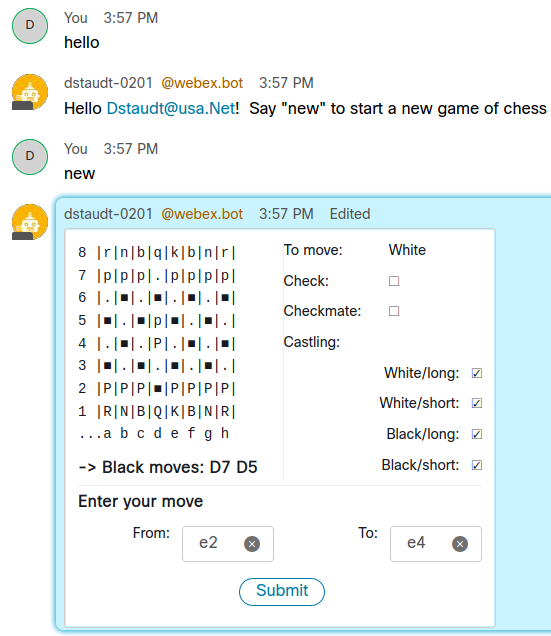 D
You 3:57 PM
hello
dstaudt-0201 @webex.bot 3:57 PM
Hello Dstaudt@usa.Net! Say "new" to start a new game of chess
D
You 3:57 PM
new
dstaudt-0201 @webex.bot 3:57 PM Edited
8 |r|n|b|q|k|b|n|r|
7 |p|p|p|.|p|p|p|p|
6 |.|■|.|■|.|■|.|■|
5 |■|.|■|p|■|.|■|.|
4 |.|■|.|P|.|■|.|■|
3 |■|.|■|.|■|.|■|.|
2 |P|P|P|■|P|P|P|P|
1 |R|N|B|Q|K|B|N|R|
...a b c d e f g h
-> Black moves: D7 D5
To move: White
Check: ☐
Checkmate: ☐
Castling:
White/long: ☑
White/short: ☑
Black/long: ☑
Black/short: ☑
Enter your move
From: e2 To: e4
Submit